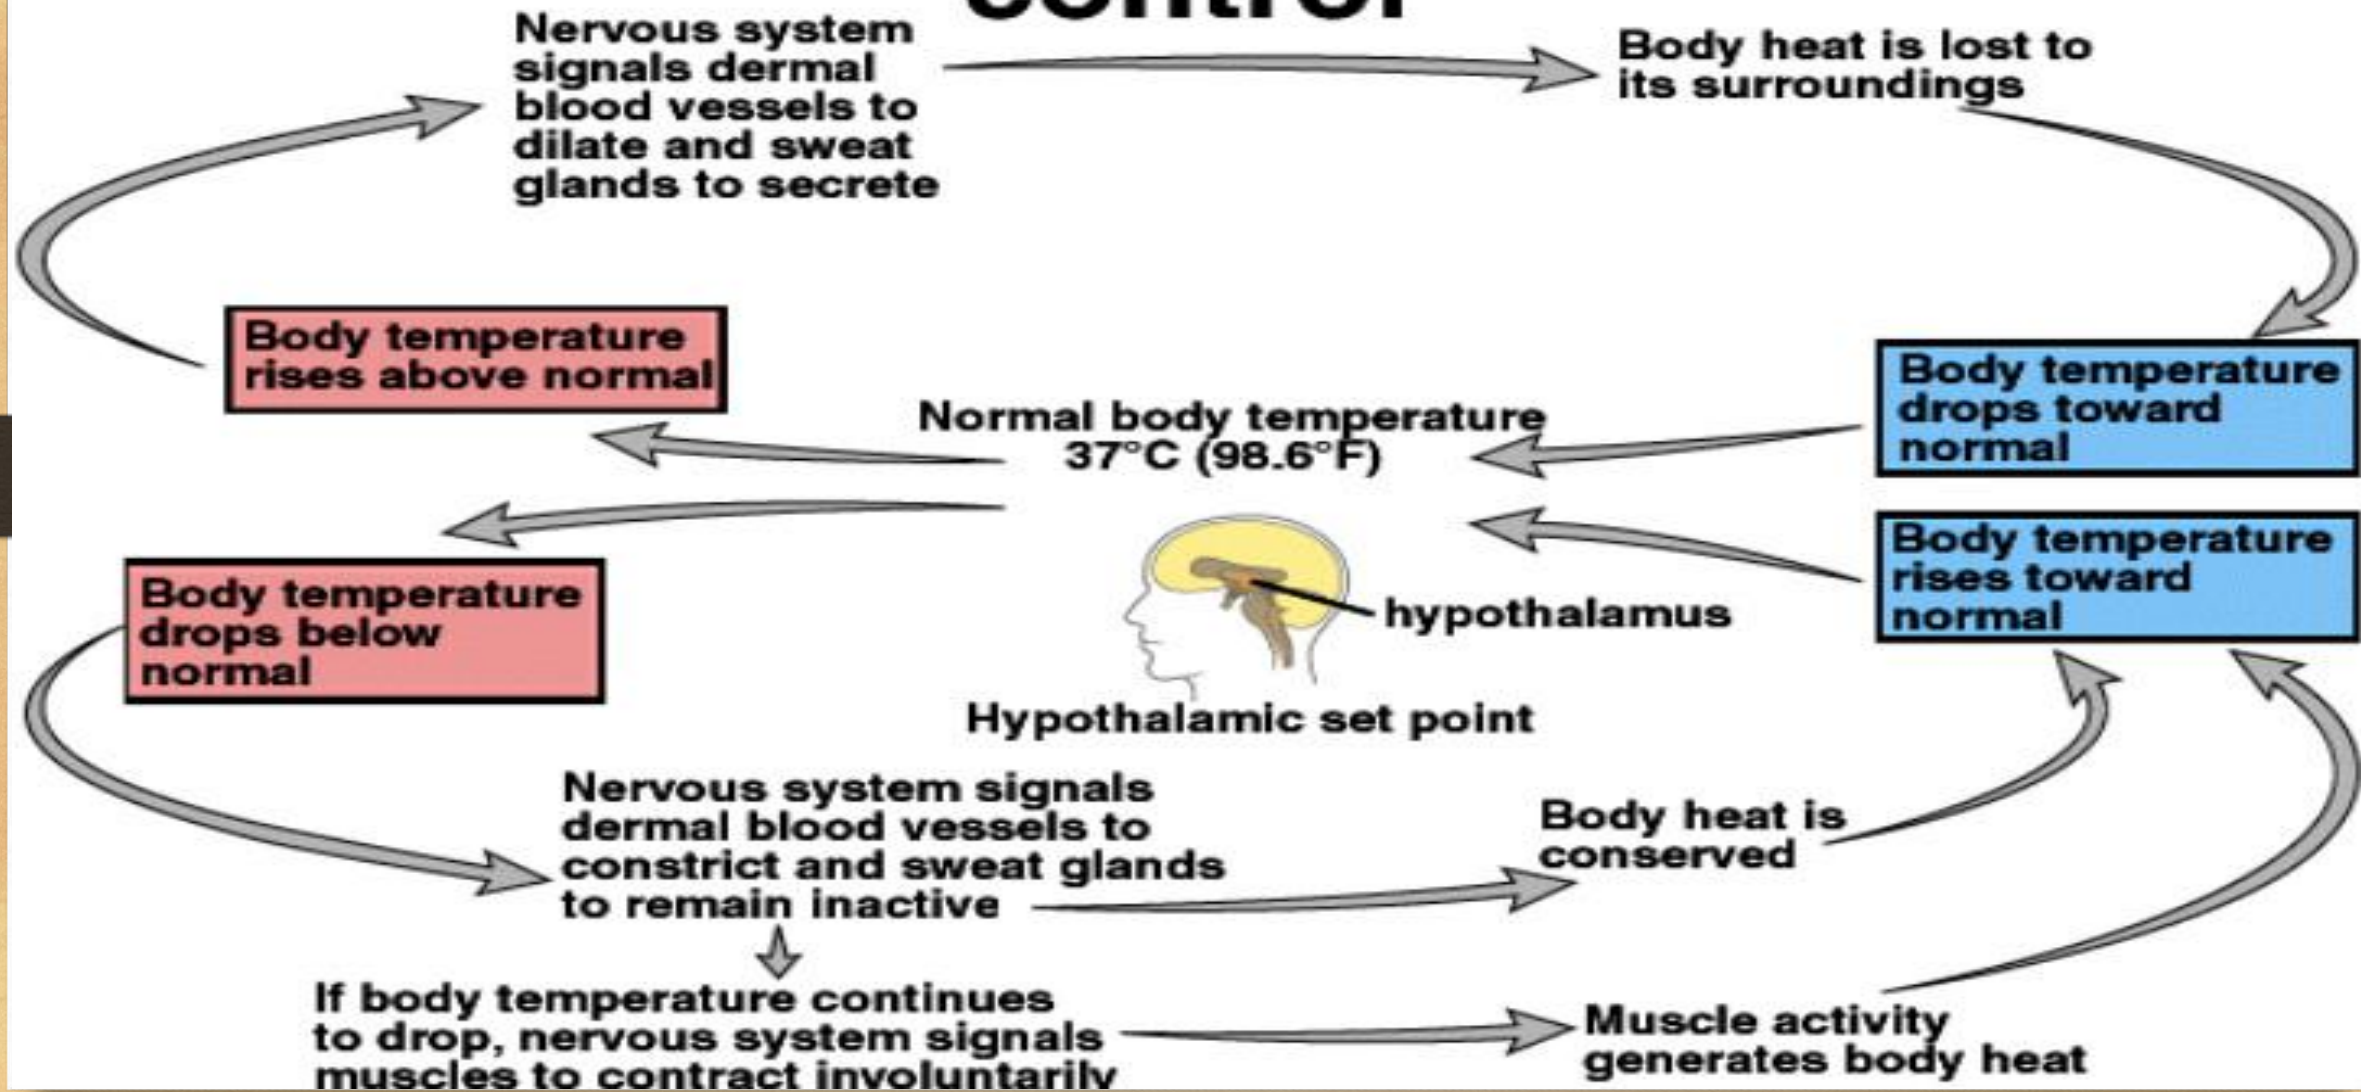 control
Nervous system
signals dermal
blood vessels to
dilate and sweat
glands to secrete
Body heat is lost to
its surroundings
Body temperature
rises above normal
Body temperature
drops toward
normal
Normal body temperature
37°C (98.6°F)
Body temperature
rises toward
normal
Body temperature
drops below
normal
hypothalamus
Hypothalamic set point
Nervous system signals
dermal blood vessels to
constrict and sweat glands
to remain inactive
Body heat is
conserved
If body temperature continues
to drop, nervous system signals
muscles to contract involuntarily
Muscle activity
generates body heat